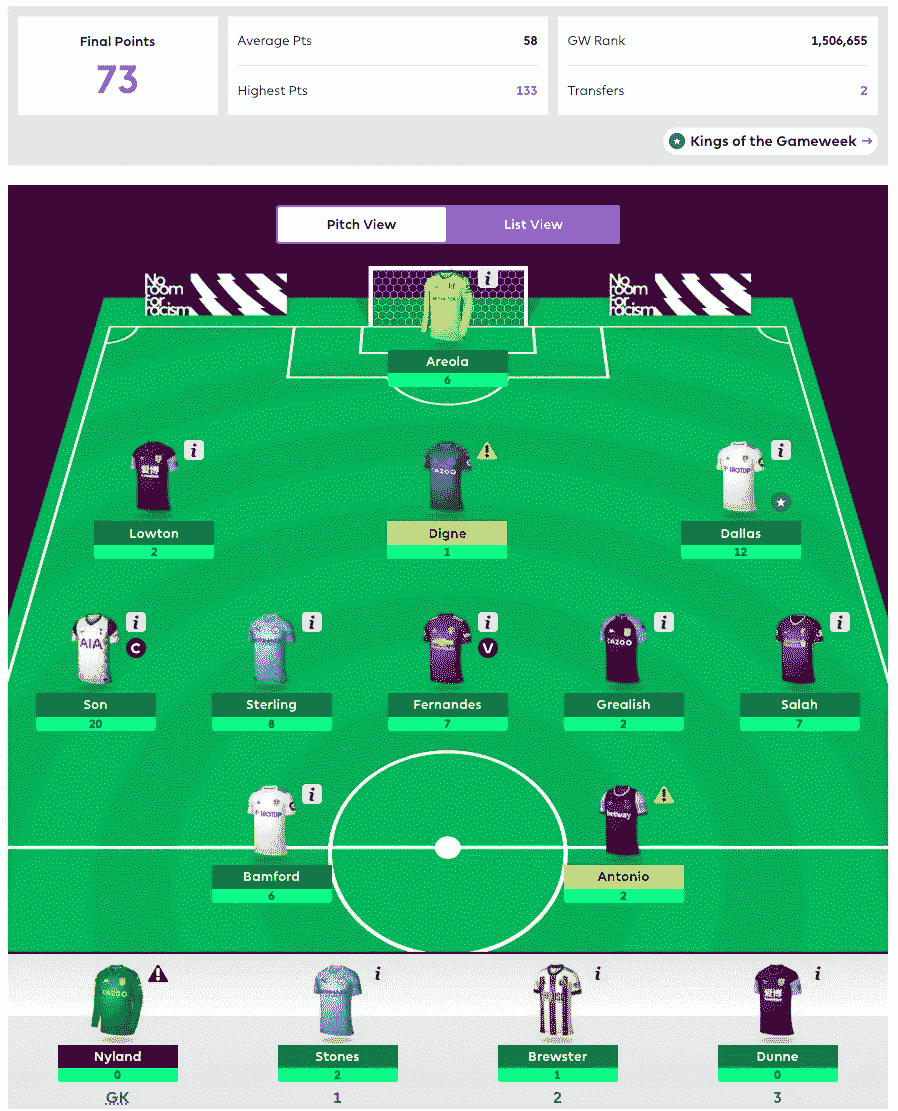 Final Points
73
Average Pts 58
Highest Pts 133
GW Rank 1,506,655
Transfers 2
Kings of the Gameweek →
Pitch View List View
No room for racism
No room for racism
Areola
6
Lowton Digne Dallas
2 1 12
AIA
C V
Son Sterling Fernandes Grealish Salah
20 8 7 2 7
betway
Bamford Antonio
6 2
Nyland Stones Brewster Dunne
0 2 1 0
GK 1 2 3